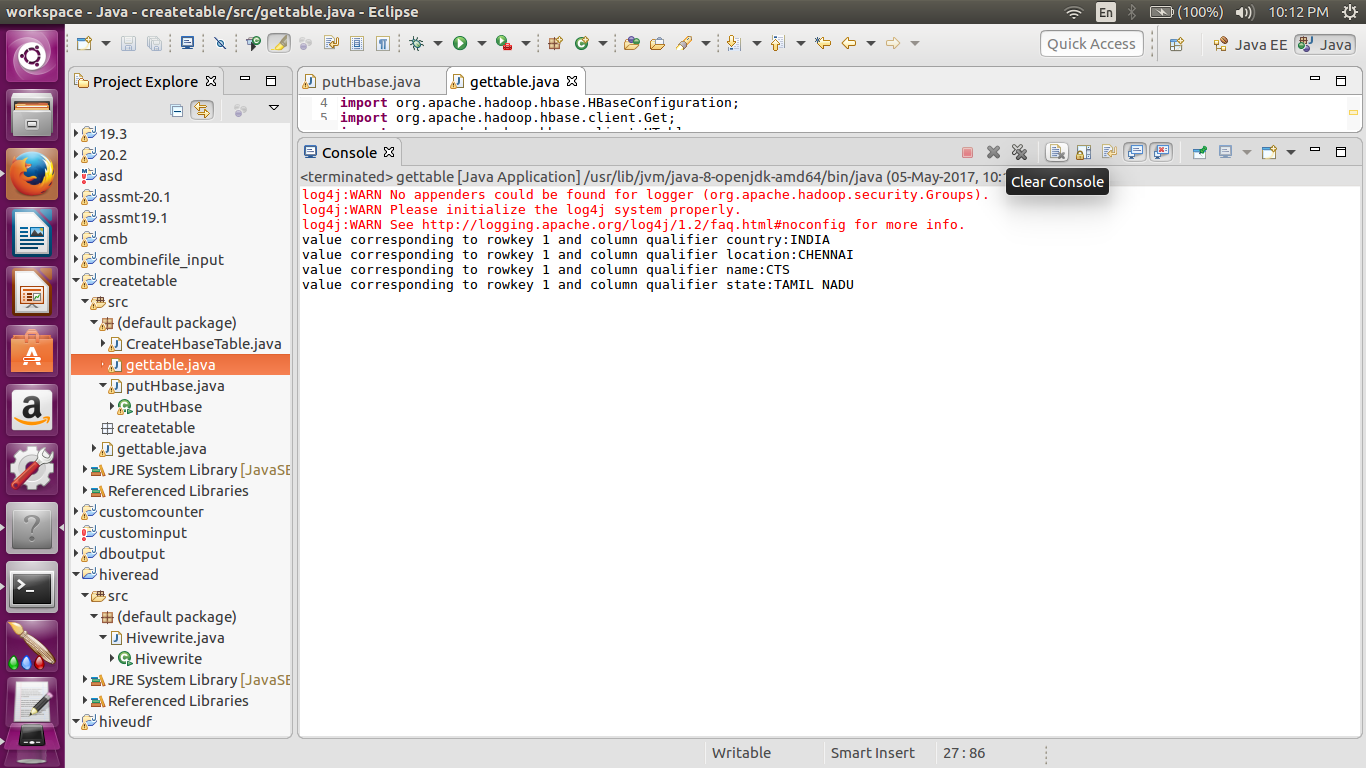 workspace - Java - createtable/src/gettable.java - Eclipse
En (100%) 10:12 PM
Quick Access Java EE Java
Project Explore
19.3
20.2
asd
assmt-20.1
assmt19.1
cmb
combinefile_input
createtable
src
(default package)
CreateHbaseTable.java
gettable.java
putHbase.java
putHbase
createtable
gettable.java
JRE System Library [JavaSE
Referenced Libraries
customcounter
custominput
dboutput
hiveread
src
(default package)
Hivewrite.java
Hivewrite
JRE System Library [JavaSE
Referenced Libraries
hiveudf
putHbase.java gettable.java
4 import org.apache.hadoop.hbase.HBaseConfiguration;
5 import org.apache.hadoop.hbase.client.Get;
Console
<terminated> gettable [Java Application] /usr/lib/jvm/java-8-openjdk-amd64/bin/java (05-May-2017, 10:
Clear Console
log4j:WARN No appenders could be found for logger (org.apache.hadoop.security.Groups).
log4j:WARN Please initialize the log4j system properly.
log4j:WARN See http://logging.apache.org/log4j/1.2/faq.html#noconfig for more info.
value corresponding to rowkey 1 and column qualifier country:INDIA
value corresponding to rowkey 1 and column qualifier location:CHENNAI
value corresponding to rowkey 1 and column qualifier name:CTS
value corresponding to rowkey 1 and column qualifier state:TAMIL NADU
Writable Smart Insert 27 : 86